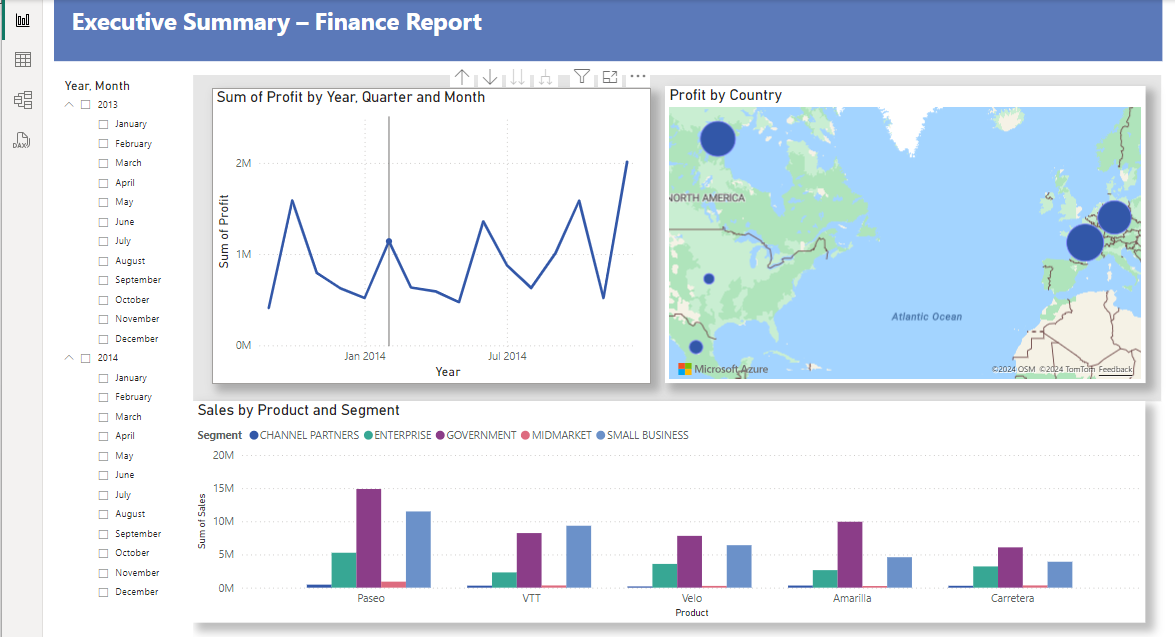 Executive Summary – Finance Report
Year, Month
2013
January
February
March
April
May
June
July
August
September
October
November
December
2014
January
February
March
April
May
June
July
August
September
October
November
December
Sum of Profit by Year, Quarter and Month
Sum of Profit
2M
1M
0M
Jan 2014 Jul 2014
Year
Profit by Country
NORTH AMERICA
Atlantic Ocean
Microsoft Azure
©2024 OSM ©2024 TomTom Feedback
Sales by Product and Segment
Segment CHANNEL PARTNERS ENTERPRISE GOVERNMENT MIDMARKET SMALL BUSINESS
Sum of Sales
20M
15M
10M
5M
0M
Paseo VTT Velo Amarilla Carretera
Product
DAX